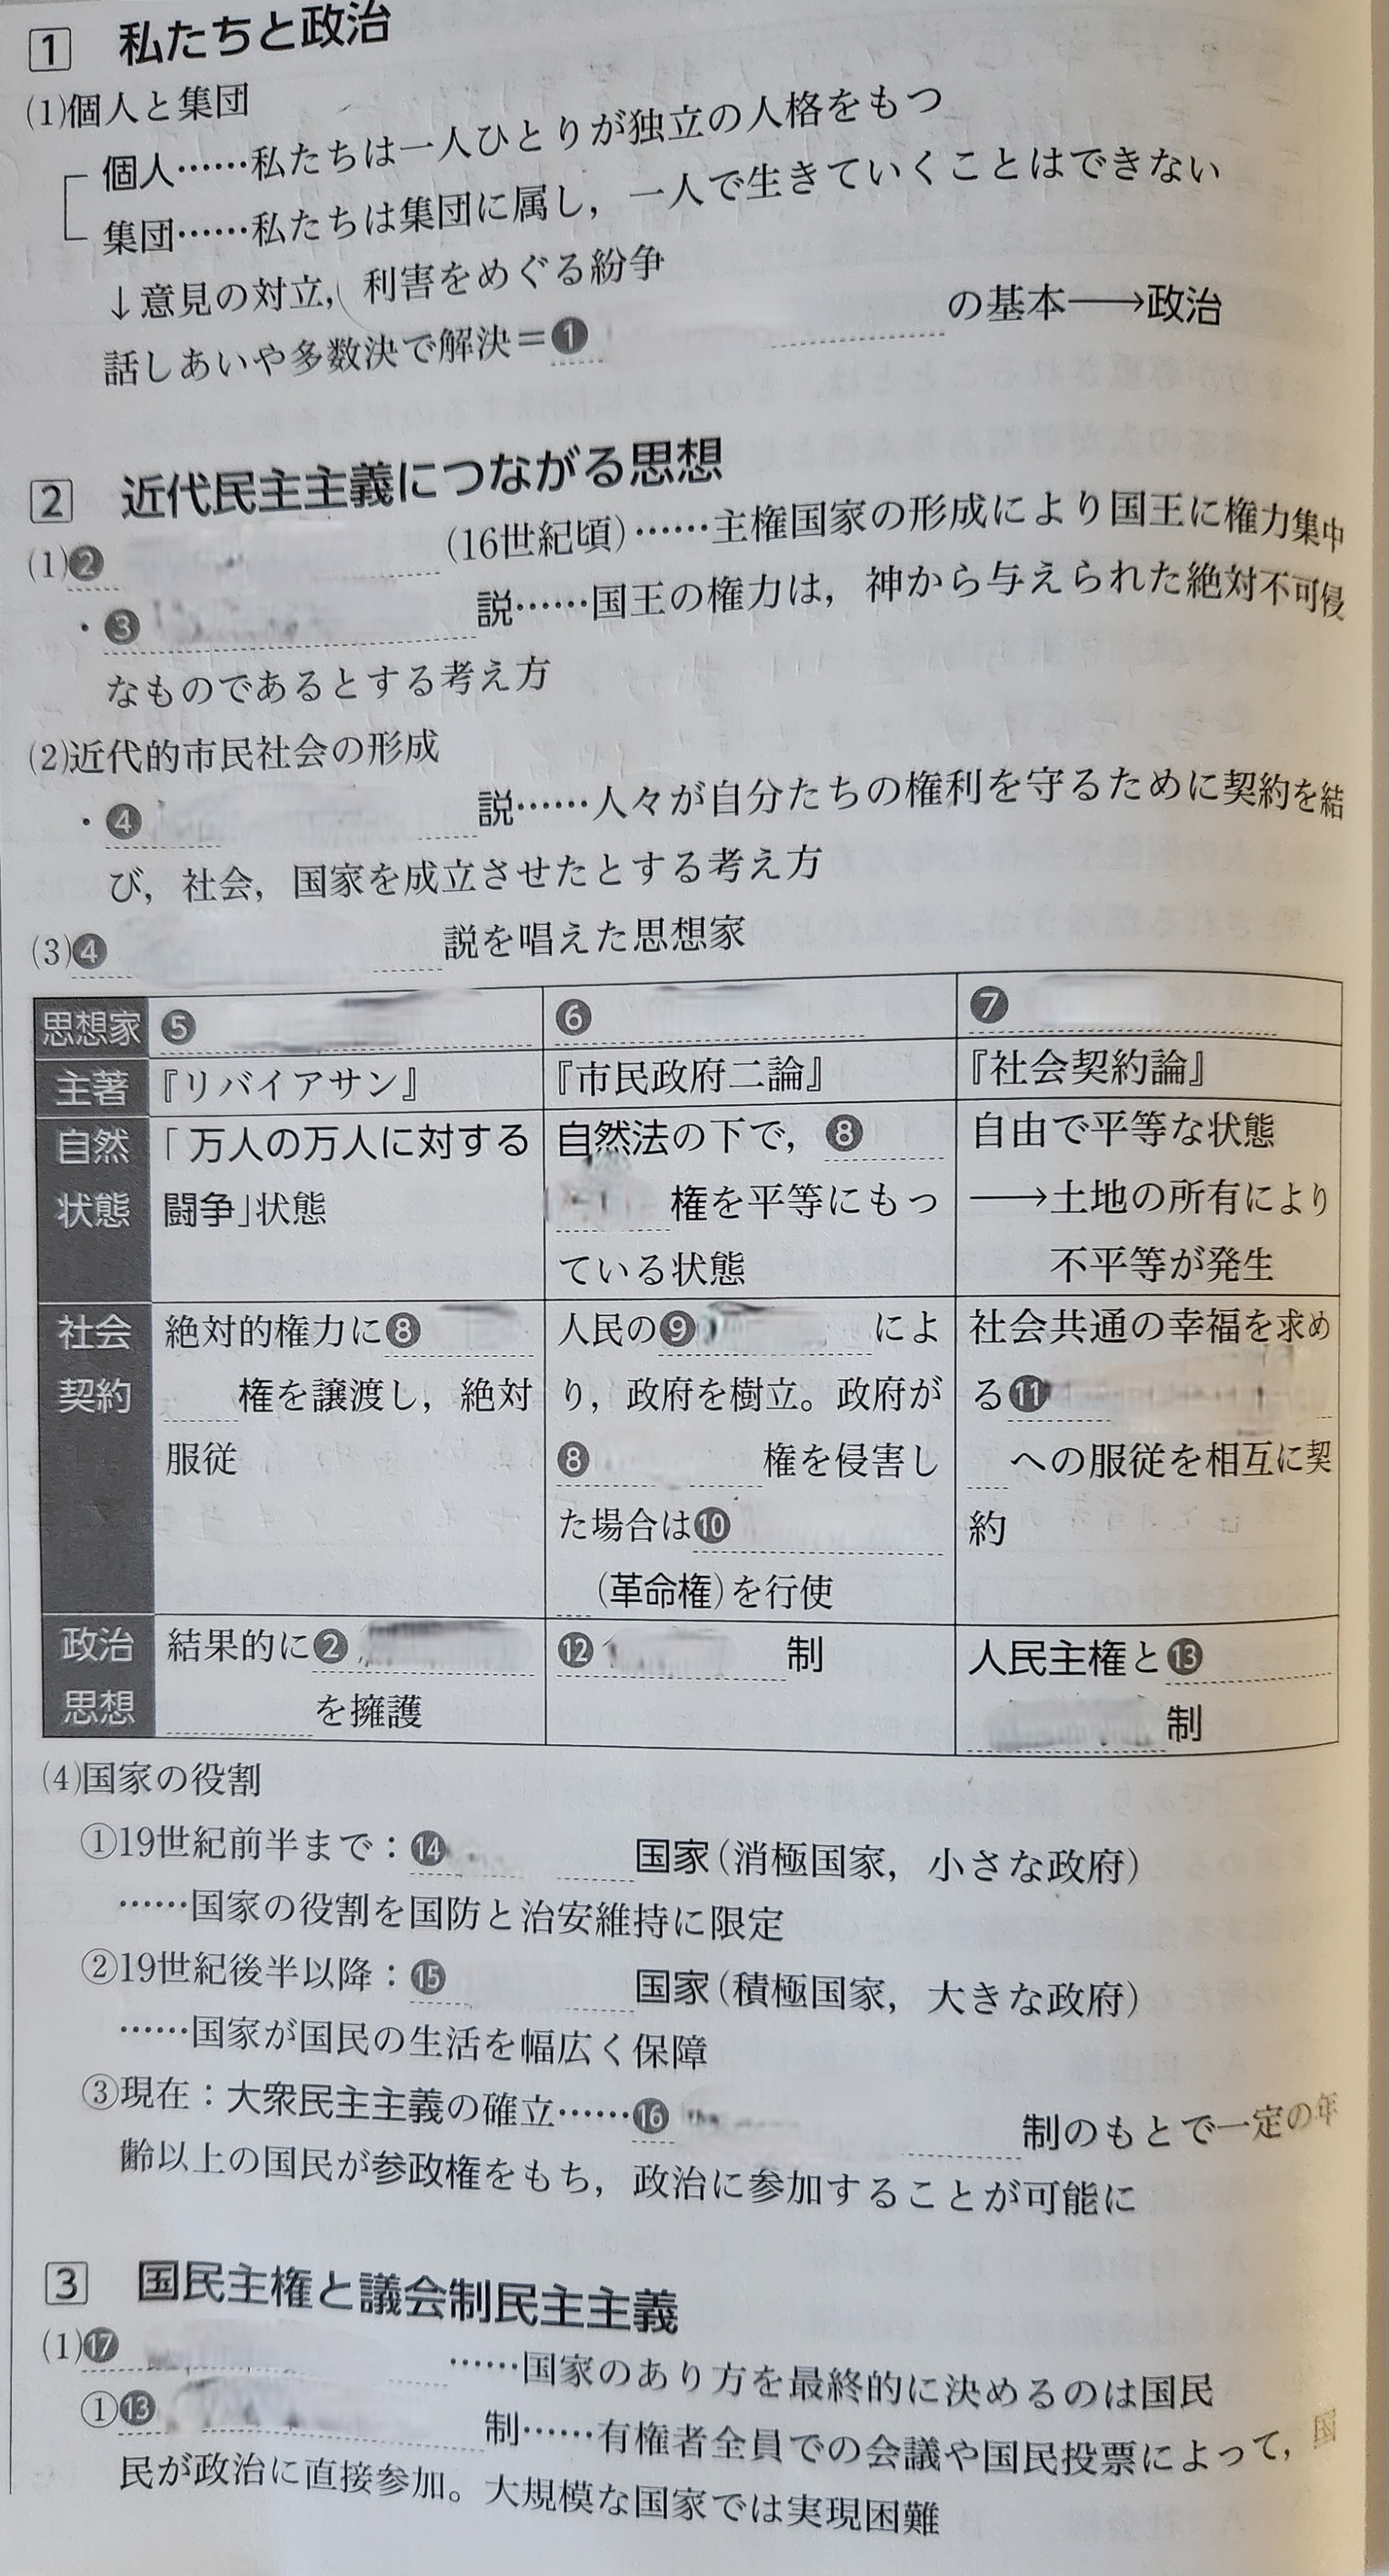 1 私たちと政治
(1)個人と集団
個人……私たちは一人ひとりが独立の人格をもつ
集団……私たちは集団に属し，一人で生きていくことはできない
↓意見の対立，利害をめぐる紛争
話しあいや多数決で解決＝❶ の基本→政治
2 近代民主主義につながる思想
(1)❷ (16世紀頃)……主権国家の形成により国王に権力集中
・❸ 説……国王の権力は，神から与えられた絶対不可侵
なものであるとする考え方
(2)近代的市民社会の形成
・❹ 説……人々が自分たちの権利を守るために契約を結
び，社会，国家を成立させたとする考え方
(3)❹ 説を唱えた思想家
思想家 ❺ ❻ ❼
主著 『リバイアサン』 『市民政府二論』 『社会契約論』
自然状態
「万人の万人に対する
闘争」状態
自然法の下で，❽
権を平等にもっ
ている状態
自由で平等な状態
→土地の所有により
不平等が発生
社会契約
絶対的権力に❽
権を譲渡し，絶対
服従
人民の❾ によ
り，政府を樹立。政府が
❽ 権を侵害し
た場合は❿
(革命権)を行使
社会共通の幸福を求め
る⓫
への服従を相互に契
約
政治思想
結果的に❷
を擁護
⓬ 制
人民主権と⓭
制
(4)国家の役割
①19世紀前半まで：⓮ 国家(消極国家，小さな政府)
……国家の役割を国防と治安維持に限定
②19世紀後半以降：⓯ 国家(積極国家，大きな政府)
……国家が国民の生活を幅広く保障
③現在：大衆民主主義の確立……⓰ 制のもとで一定の年
齢以上の国民が参政権をもち，政治に参加することが可能に
3 国民主権と議会制民主主義
(1)⓱ ……国家のあり方を最終的に決めるのは国民
①⓭ 制……有権者全員での会議や国民投票によって，国
民が政治に直接参加。大規模な国家では実現困難